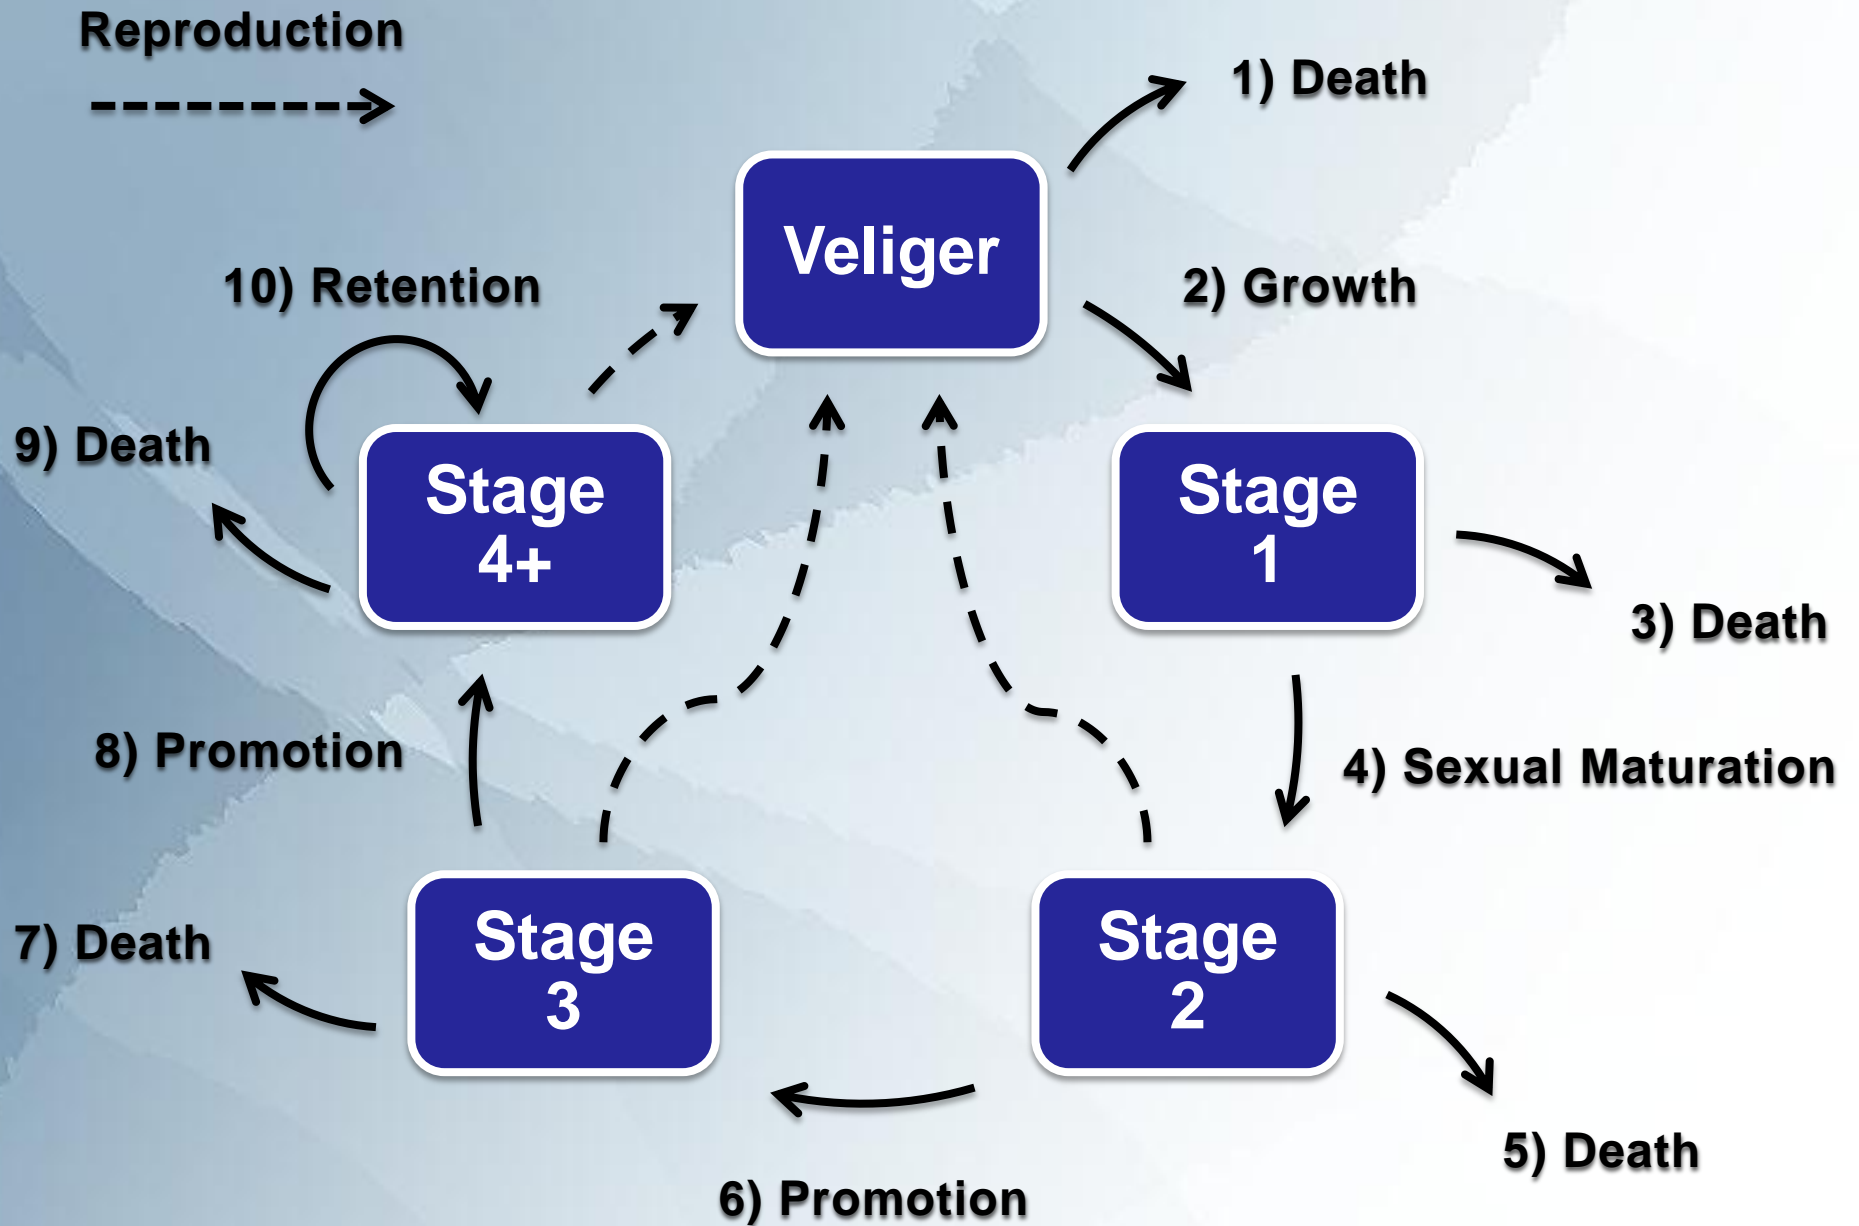 Reproduction
1) Death
Veliger
10) Retention
2) Growth
9) Death
Stage
4+
Stage
1
3) Death
8) Promotion
4) Sexual Maturation
7) Death
Stage
3
Stage
2
5) Death
6) Promotion